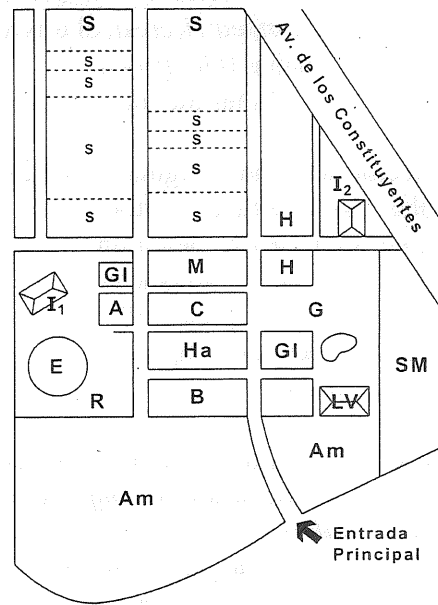 S S
S
S
S
S
S
S
S
S
S
Av. de los Constituyentes
I₂
H
GI M H
I₁
A C G
E
Ha GI
SM
R B LV
Am Am
Entrada
Principal